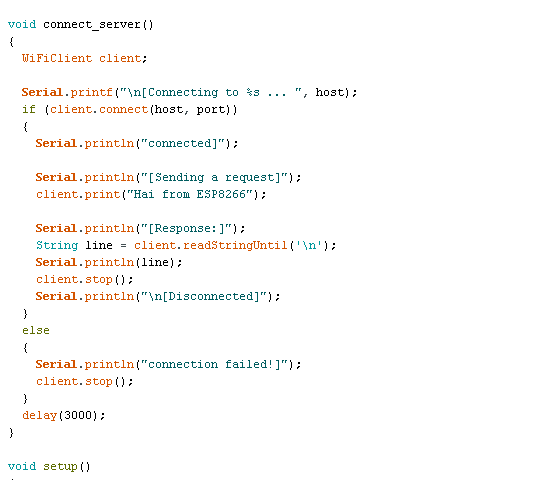 void connect_server()
{
  WiFiClient client;

  Serial.printf("\n[Connecting to %s ... ", host);
  if (client.connect(host, port))
  {
    Serial.println("connected]");

    Serial.println("[Sending a request]");
    client.print("Hai from ESP8266");

    Serial.println("[Response:]");
    String line = client.readStringUntil('\n');
    Serial.println(line);
    client.stop();
    Serial.println("\n[Disconnected]");
  }
  else
  {
    Serial.println("connection failed!]");
    client.stop();
  }
  delay(3000);
}

void setup()